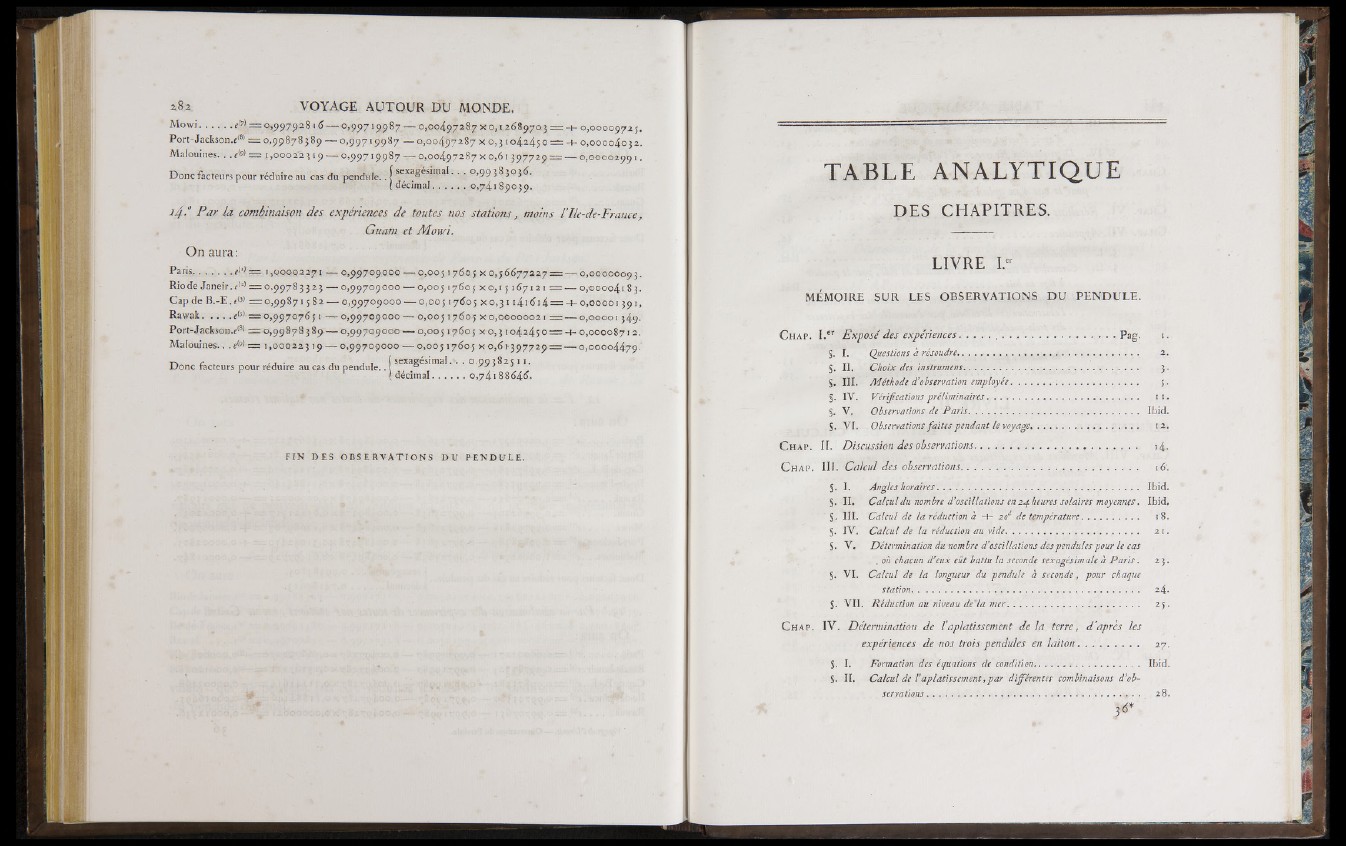 282 VOYAGE AUTOUR DU MONDE.
Mowi......e⁽⁷⁾ = 0,99792816 — 0,99719987 — 0,00497287 × 0,12689703 = + 0,00009725.
Port-Jackson.e⁽⁸⁾ = 0,99878389 — 0,99719987 — 0,00497287 × 0,31042450 = + 0,00004032.
Malouines...e⁽⁹⁾ = 1,00022319 — 0,99719987 — 0,00497287 × 0,61397729 = — 0,00002991.
Donc facteurs pour réduire au cas du pendule.. { sexagésimal... 0,99383036.
décimal...... 0,74189039.
14.° Par la combinaison des expériences de toutes nos stations, moins l'Ile-de-France,
Guam et Mowi.
On aura:
Paris........e⁽¹⁾ = 1,00002271 — 0,99709000 — 0,00517605 × 0,56677227 = — 0,00000093.
Rio de Janeir.e⁽²⁾ = 0.99783323 — 0,99709000 — 0,00517605 × 0,15167121 = — 0,00004183.
Cap de B.-E.e⁽³⁾ = 0,99871582 — 0,99709000 — 0,00517605 × 0,31141614 = + 0,00001391.
Rawak.....e⁽⁶⁾ = 0,99707651 — 0,99709000 — 0,00517605 × 0,00000021 = — 0,00001349.
Port-Jackson.e⁽⁸⁾ = 0,99878389 — 0,99709000 — 0,00517605 × 0,31042450 = + 0,00008712.
Malouines...e⁽⁹⁾ = 1,00022319 — 0,99709000 — 0,00517605 × 0,61397729 = — 0,00004479.
Donc facteurs pour réduire au cas du pendule.. { sexagésimal... 0.99382511.
décimal...... 0,74188646.
FIN DES OBSERVATIONS DU PENDULE.
TABLE ANALYTIQUE
DES CHAPITRES.
LIVRE I.er
MÉMOIRE SUR LES OBSERVATIONS DU PENDULE.
CHAP. I.er Exposé des expériences.................... Pag. 1.
§. I. Questions à résoudre.............................. 2.
§. II. Choix des instrumens............................. 3.
§. III. Méthode d'observation employée...................... 5.
§. IV. Vérifications préliminaires.......................... 11.
§. V. Observations de Paris............................ Ibid.
§. VI. Observations faites pendant le voyage................. 12.
CHAP. II. Discussion des observations......................... 14.
CHAP. III. Calcul des observations........................... 16.
§. I. Angles horaires................................. Ibid.
§. II. Calcul du nombre d'oscillations en 24 heures solaires moyennes. Ibid.
§. III. Calcul de la réduction à + 20d de température.......... 18.
§. IV. Calcul de la réduction au vide...................... 21.
§. V. Détermination du nombre d'oscillations des pendules pour le cas
où chacun d'eux eût battu la seconde sexagésimale à Paris. 23.
§. VI. Calcul de la longueur du pendule à seconde, pour chaque
station..................................... 24.
§. VII. Réduction au niveau de la mer...................... 25.
CHAP. IV. Détermination de l'aplatissement de la terre, d'après les
expériences de nos trois pendules en laiton......... 27.
§. I. Formation des équations de condition.................. Ibid.
§. II. Calcul de l'aplatissement, par différentes combinaisons d'ob-
servations................................... 28.
36*